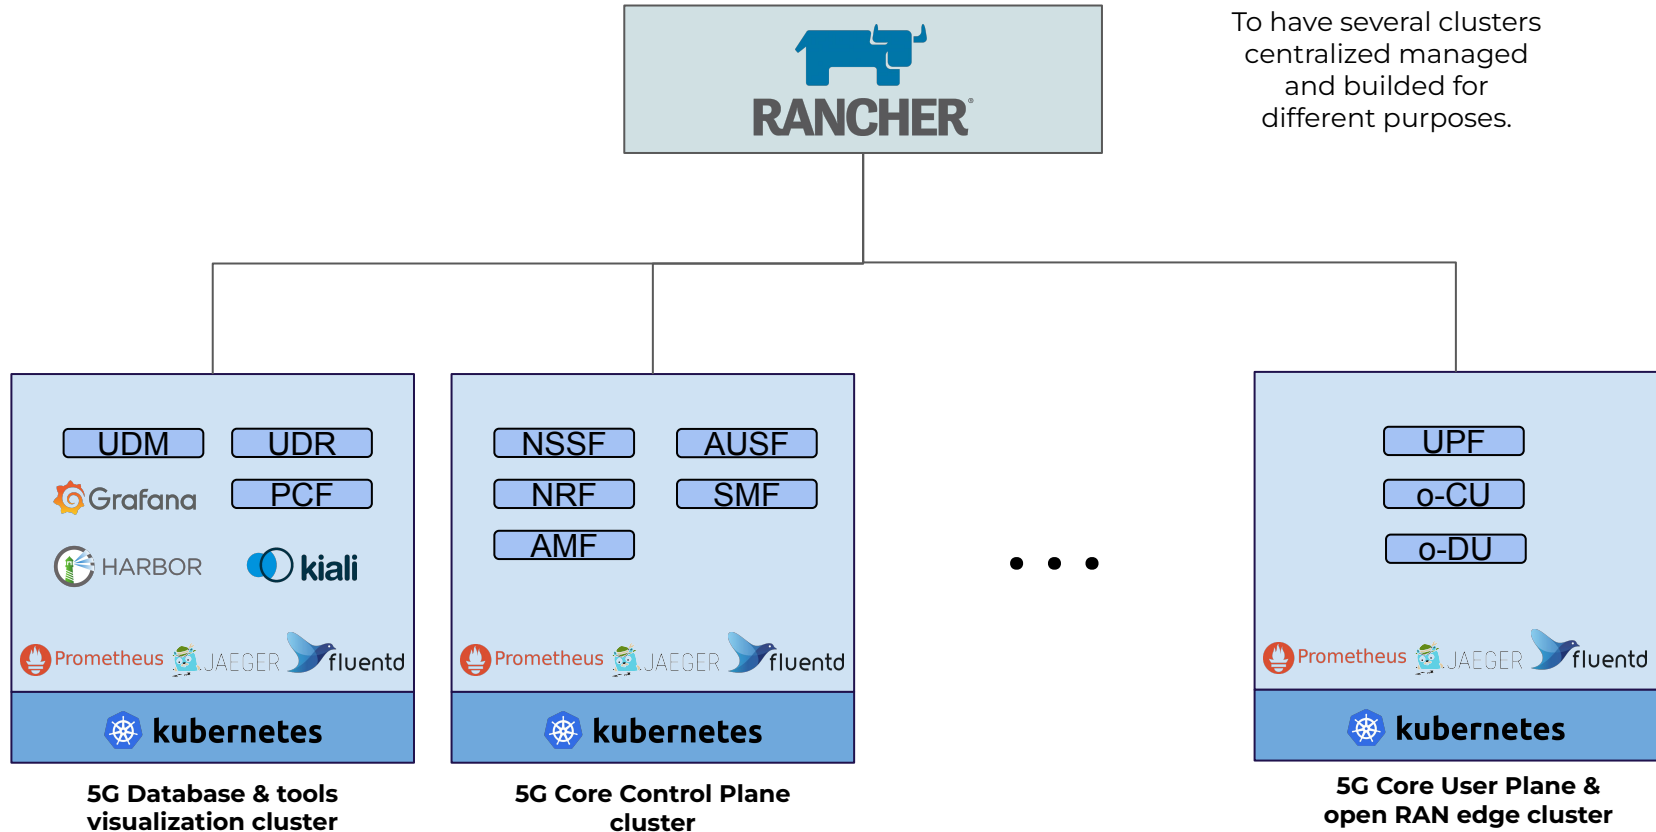 To have several clusters
centralized managed
and builded for
different purposes.
RANCHER®
UDM UDR
Grafana PCF
HARBOR kiali
Prometheus JAEGER fluentd
kubernetes
5G Database & tools
visualization cluster
NSSF AUSF
NRF SMF
AMF
Prometheus JAEGER fluentd
kubernetes
5G Core Control Plane
cluster
• • •
UPF
o-CU
o-DU
Prometheus JAEGER fluentd
kubernetes
5G Core User Plane &
open RAN edge cluster